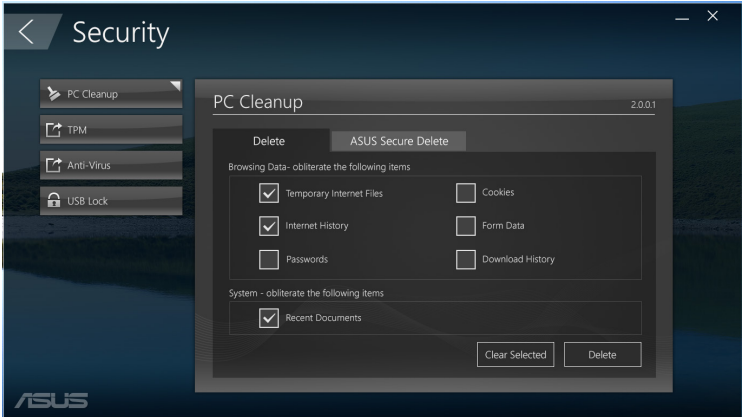 Security
PC Cleanup
TPM
Anti-Virus
USB Lock
PC Cleanup 2.0.0.1
Delete ASUS Secure Delete
Browsing Data- obliterate the following items
Temporary Internet Files Cookies
Internet History Form Data
Passwords Download History
System - obliterate the following items
Recent Documents
Clear Selected Delete
ASUS